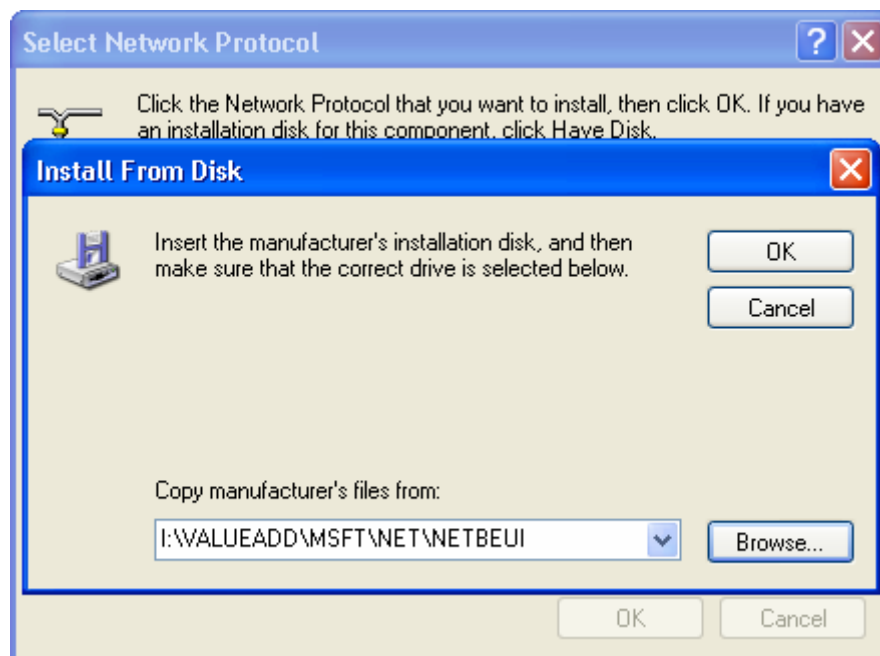 Select Network Protocol
?
Click the Network Protocol that you want to install, then click OK. If you have
an installation disk for this component, click Have Disk.
Install From Disk
Insert the manufacturer's installation disk, and then
make sure that the correct drive is selected below.
OK
Cancel
Copy manufacturer's files from:
I:\VALUEADD\MSFT\NET\NETBEUI
Browse...
OK
Cancel